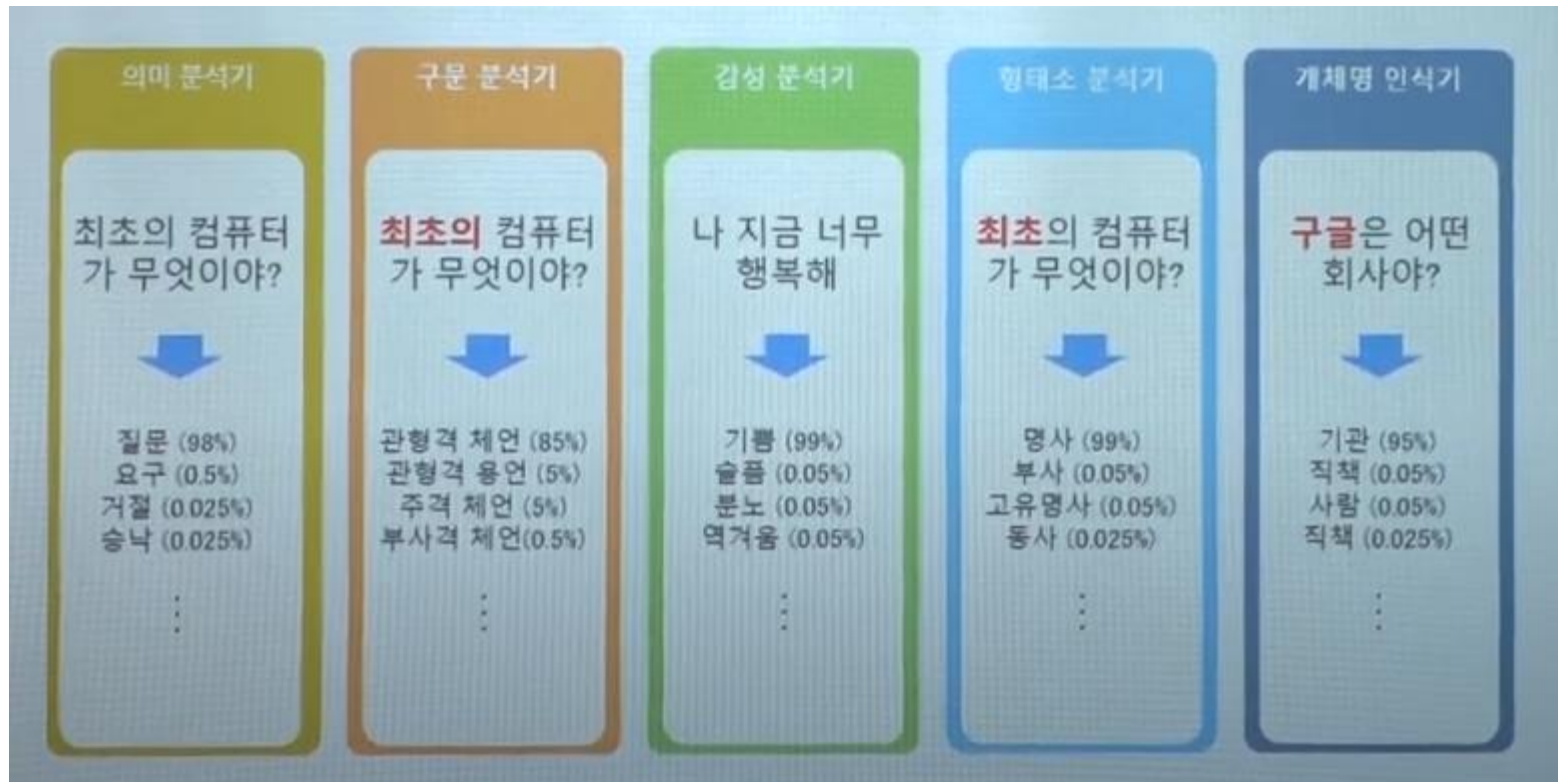 의미 분석기
최초의 컴퓨터
가 무엇이야?
질문 (98%)
요구 (0.5%)
거절 (0.025%)
승낙 (0.025%)
⋮
구문 분석기
최초의 컴퓨터
가 무엇이야?
관형격 체언 (85%)
관형격 용언 (5%)
주격 체언 (5%)
부사격 체언(0.5%)
⋮
감성 분석기
나 지금 너무
행복해
기쁨 (99%)
슬픔 (0.05%)
분노 (0.05%)
역겨움 (0.05%)
⋮
형태소 분석기
최초의 컴퓨터
가 무엇이야?
명사 (99%)
부사 (0.05%)
고유명사 (0.05%)
동사 (0.025%)
⋮
개체명 인식기
구글은 어떤
회사야?
기관 (95%)
직책 (0.05%)
사람 (0.05%)
직책 (0.025%)
⋮